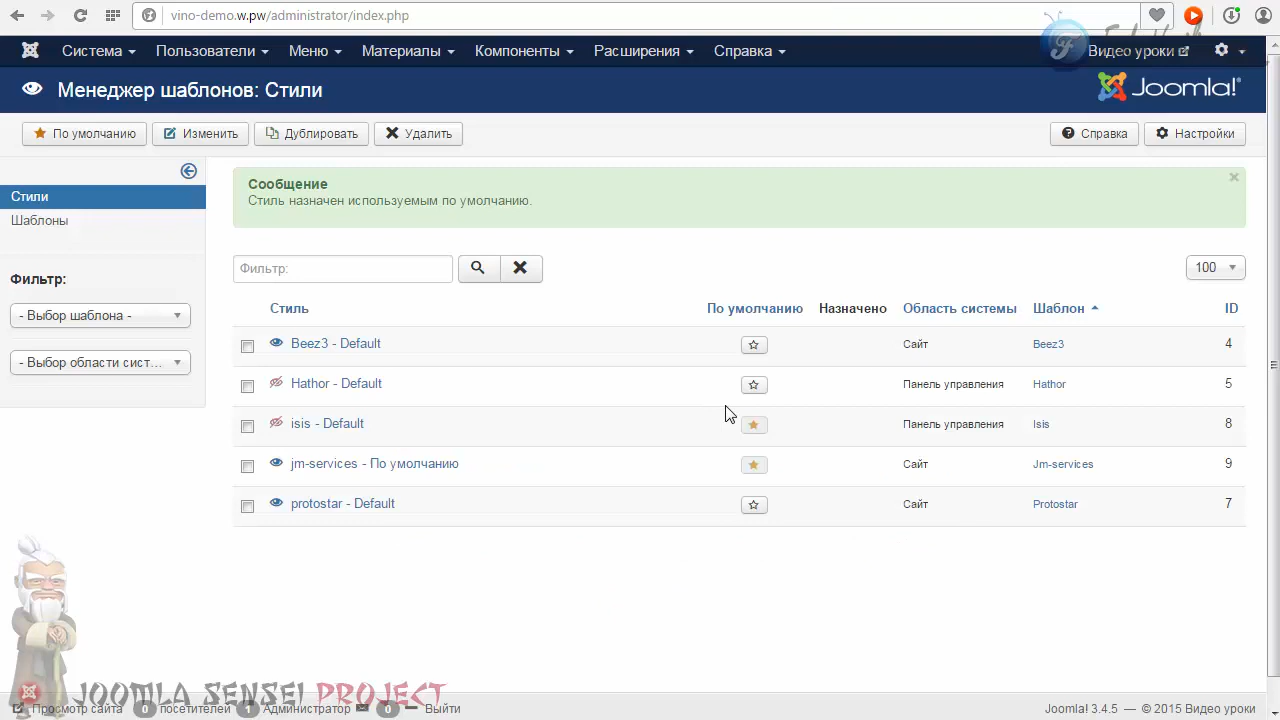 vino-demo.w.pw/administrator/index.php
Система Пользователи Меню Материалы Компоненты Расширения Справка Видео уроки
Менеджер шаблонов: Стили
Joomla!
По умолчанию Изменить Дублировать Удалить Справка Настройки
Стили
Шаблоны
Фильтр:
- Выбор шаблона -
- Выбор области сист...
Сообщение
Стиль назначен используемым по умолчанию.
Фильтр:
100
Стиль По умолчанию Назначено Область системы Шаблон ID
Beez3 - Default Сайт Beez3 4
Hathor - Default Панель управления Hathor 5
isis - Default Панель управления Isis 8
jm-services - По умолчанию Сайт Jm-services 9
protostar - Default Сайт Protostar 7
JOOMLA SENSEI PROJECT
Просмотр сайта 0 посетителей 1 Администратор 0 Выйти
Joomla! 3.4.5 — © 2015 Видео уроки